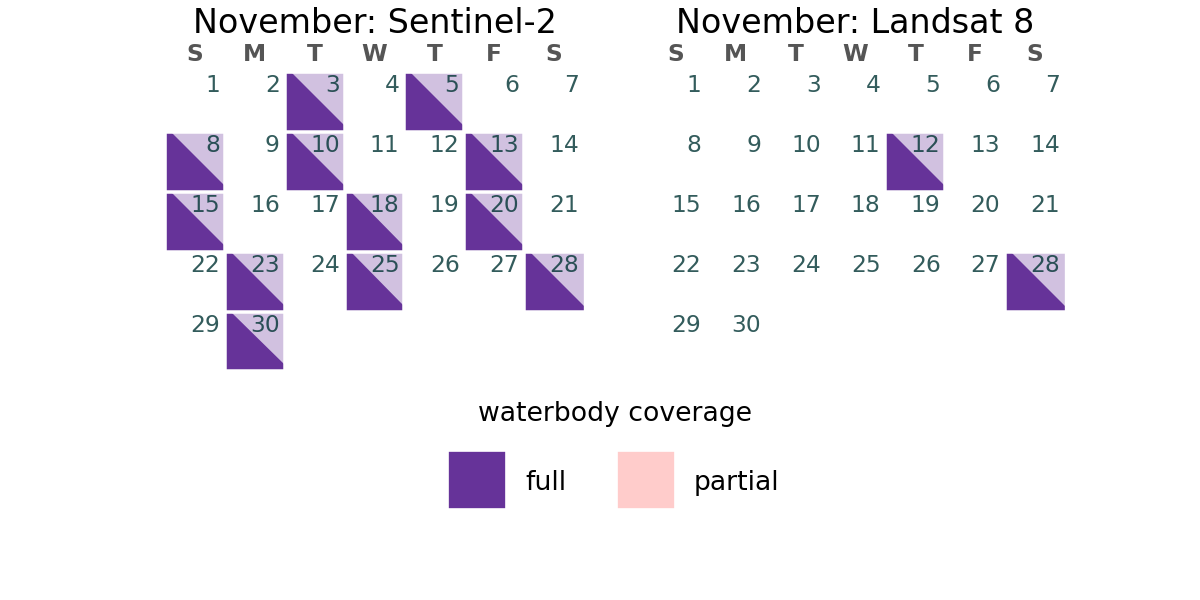 November: Sentinel-2
S M T W T F S
1 2 3 4 5 6 7
8 9 10 11 12 13 14
15 16 17 18 19 20 21
22 23 24 25 26 27 28
29 30
November: Landsat 8
S M T W T F S
1 2 3 4 5 6 7
8 9 10 11 12 13 14
15 16 17 18 19 20 21
22 23 24 25 26 27 28
29 30
waterbody coverage
full partial